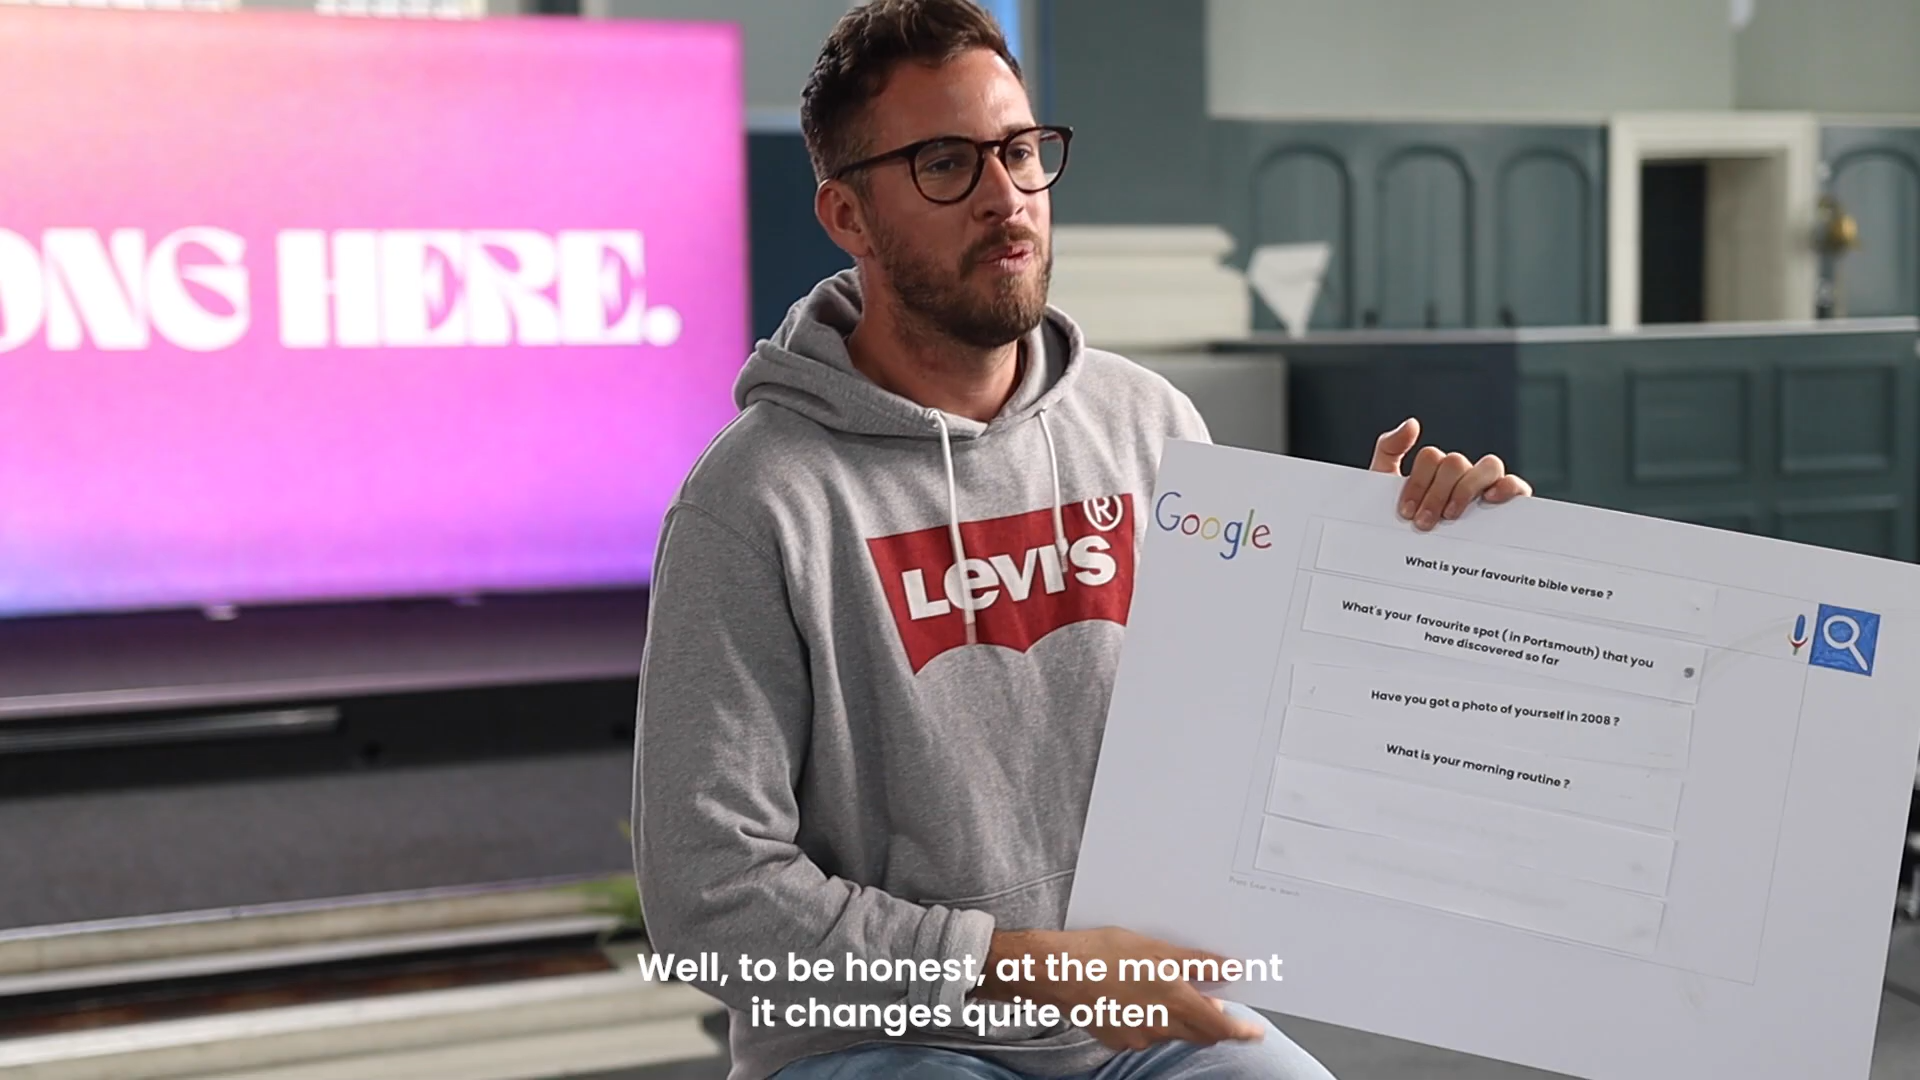 ONG HERE.
Levi's
®
Google
What is your favourite bible verse ?
What's your favourite spot ( in Portsmouth) that you
have discovered so far
Have you got a photo of yourself in 2008 ?
What is your morning routine ?
Well, to be honest, at the moment
it changes quite often